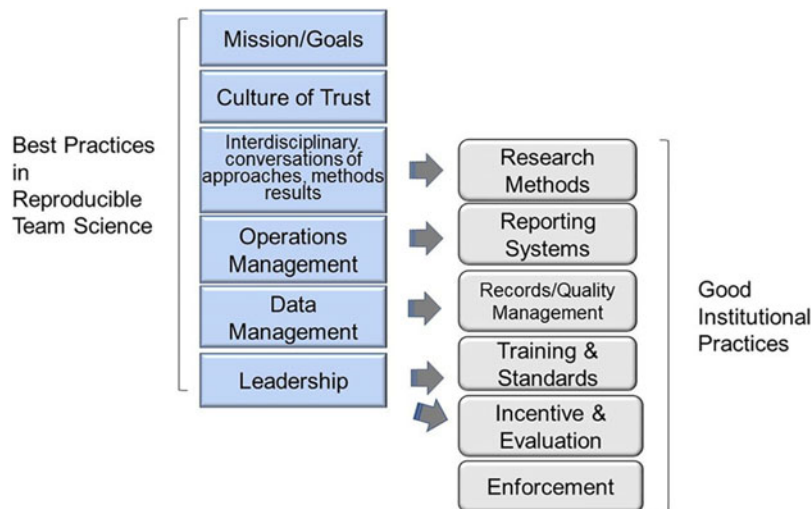 Best Practices
in
Reproducible
Team Science
Mission/Goals
Culture of Trust
Interdisciplinary.
conversations of
approaches, methods
results
Operations
Management
Data
Management
Leadership
Research
Methods
Reporting
Systems
Records/Quality
Management
Training &
Standards
Incentive &
Evaluation
Enforcement
Good
Institutional
Practices